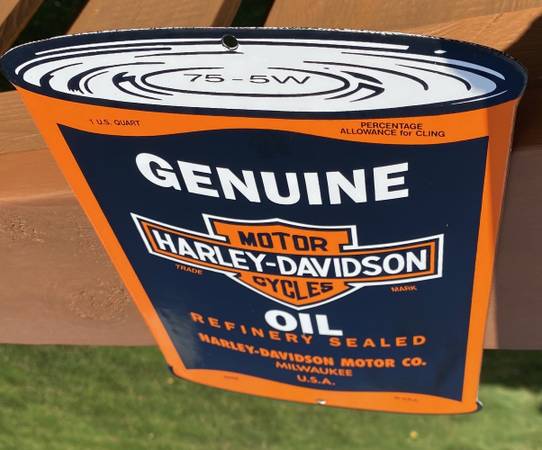 75-5W
1 U.S. QUART
PERCENTAGE
ALLOWANCE for CLING
GENUINE
MOTOR
HARLEY-DAVIDSON
CYCLES
TRADE MARK
OIL
REFINERY SEALED
HARLEY-DAVIDSON MOTOR CO.
MILWAUKEE
U.S.A.